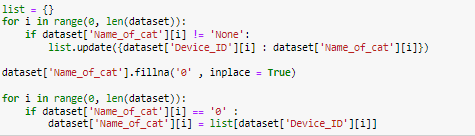 list = {}
for i in range(0, len(dataset)):
    if dataset['Name_of_cat'][i] != 'None':
        list.update({dataset['Device_ID'][i] : dataset['Name_of_cat'][i]})
dataset['Name_of_cat'].fillna('0' , inplace = True)
for i in range(0, len(dataset)):
    if dataset['Name_of_cat'][i] == '0' :
        dataset['Name_of_cat'][i] = list[dataset['Device_ID'][i]]